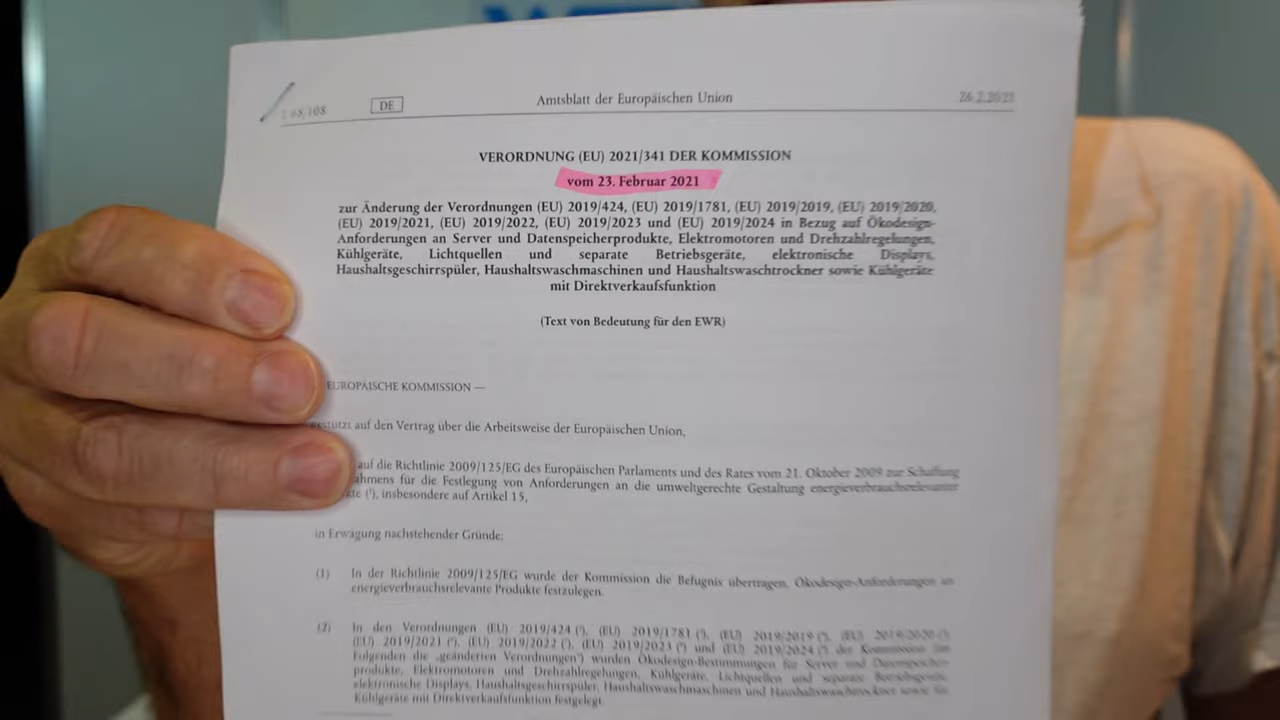 108
DE
Amtsblatt der Europäischen Union
26.2.2021
VERORDNUNG (EU) 2021/341 DER KOMMISSION
vom 23. Februar 2021
zur Änderung der Verordnungen (EU) 2019/424, (EU) 2019/1781, (EU) 2019/2019, (EU) 2019/2020,
(EU) 2019/2021, (EU) 2019/2022, (EU) 2019/2023 und (EU) 2019/2024 in Bezug auf Ökodesign-
Anforderungen an Server und Datenspeicherprodukte, Elektromotoren und Drehzahlregelungen,
Kühlgeräte, Lichtquellen und separate Betriebsgeräte, elektronische Displays,
Haushaltsgeschirrspüler, Haushaltswaschmaschinen und Haushaltswaschtrockner sowie Kühlgeräte
mit Direktverkaufsfunktion
(Text von Bedeutung für den EWR)
EUROPÄISCHE KOMMISSION —
gestützt auf den Vertrag über die Arbeitsweise der Europäischen Union,
auf die Richtlinie 2009/125/EG des Europäischen Parlaments und des Rates vom 21. Oktober 2009 zur Schaffung
ahmens für die Festlegung von Anforderungen an die umweltgerechte Gestaltung energieverbrauchsrelevanter
kte (¹), insbesondere auf Artikel 15,
in Erwägung nachstehender Gründe:
(1) In der Richtlinie 2009/125/EG wurde der Kommission die Befugnis übertragen, Ökodesign-Anforderungen an
energieverbrauchsrelevante Produkte festzulegen.
(2) In den Verordnungen (EU) 2019/424 (²), (EU) 2019/1781 (³), (EU) 2019/2019 (⁴), (EU) 2019/2020 (⁵)
(EU) 2019/2021 (⁶), (EU) 2019/2022 (⁷), (EU) 2019/2023 (⁸) und (EU) 2019/2024 (⁹) der Kommission (im
Folgenden die „geänderten Verordnungen“) wurden Ökodesign-Bestimmungen für Server und Datenspeicher-
produkte, Elektromotoren und Drehzahlregelungen, Kühlgeräte, Lichtquellen und separate Betriebsgeräte,
elektronische Displays, Haushaltsgeschirrspüler, Haushaltswaschmaschinen und Haushaltswaschtrockner sowie für
Kühlgeräte mit Direktverkaufsfunktion festgelegt.